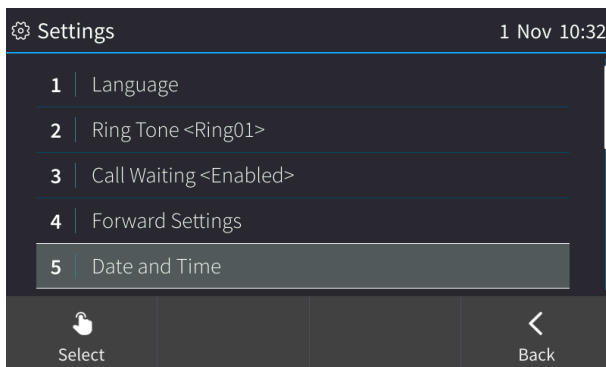 Settings 1 Nov 10:32
1 Language
2 Ring Tone <Ring01>
3 Call Waiting <Enabled>
4 Forward Settings
5 Date and Time
Select Back